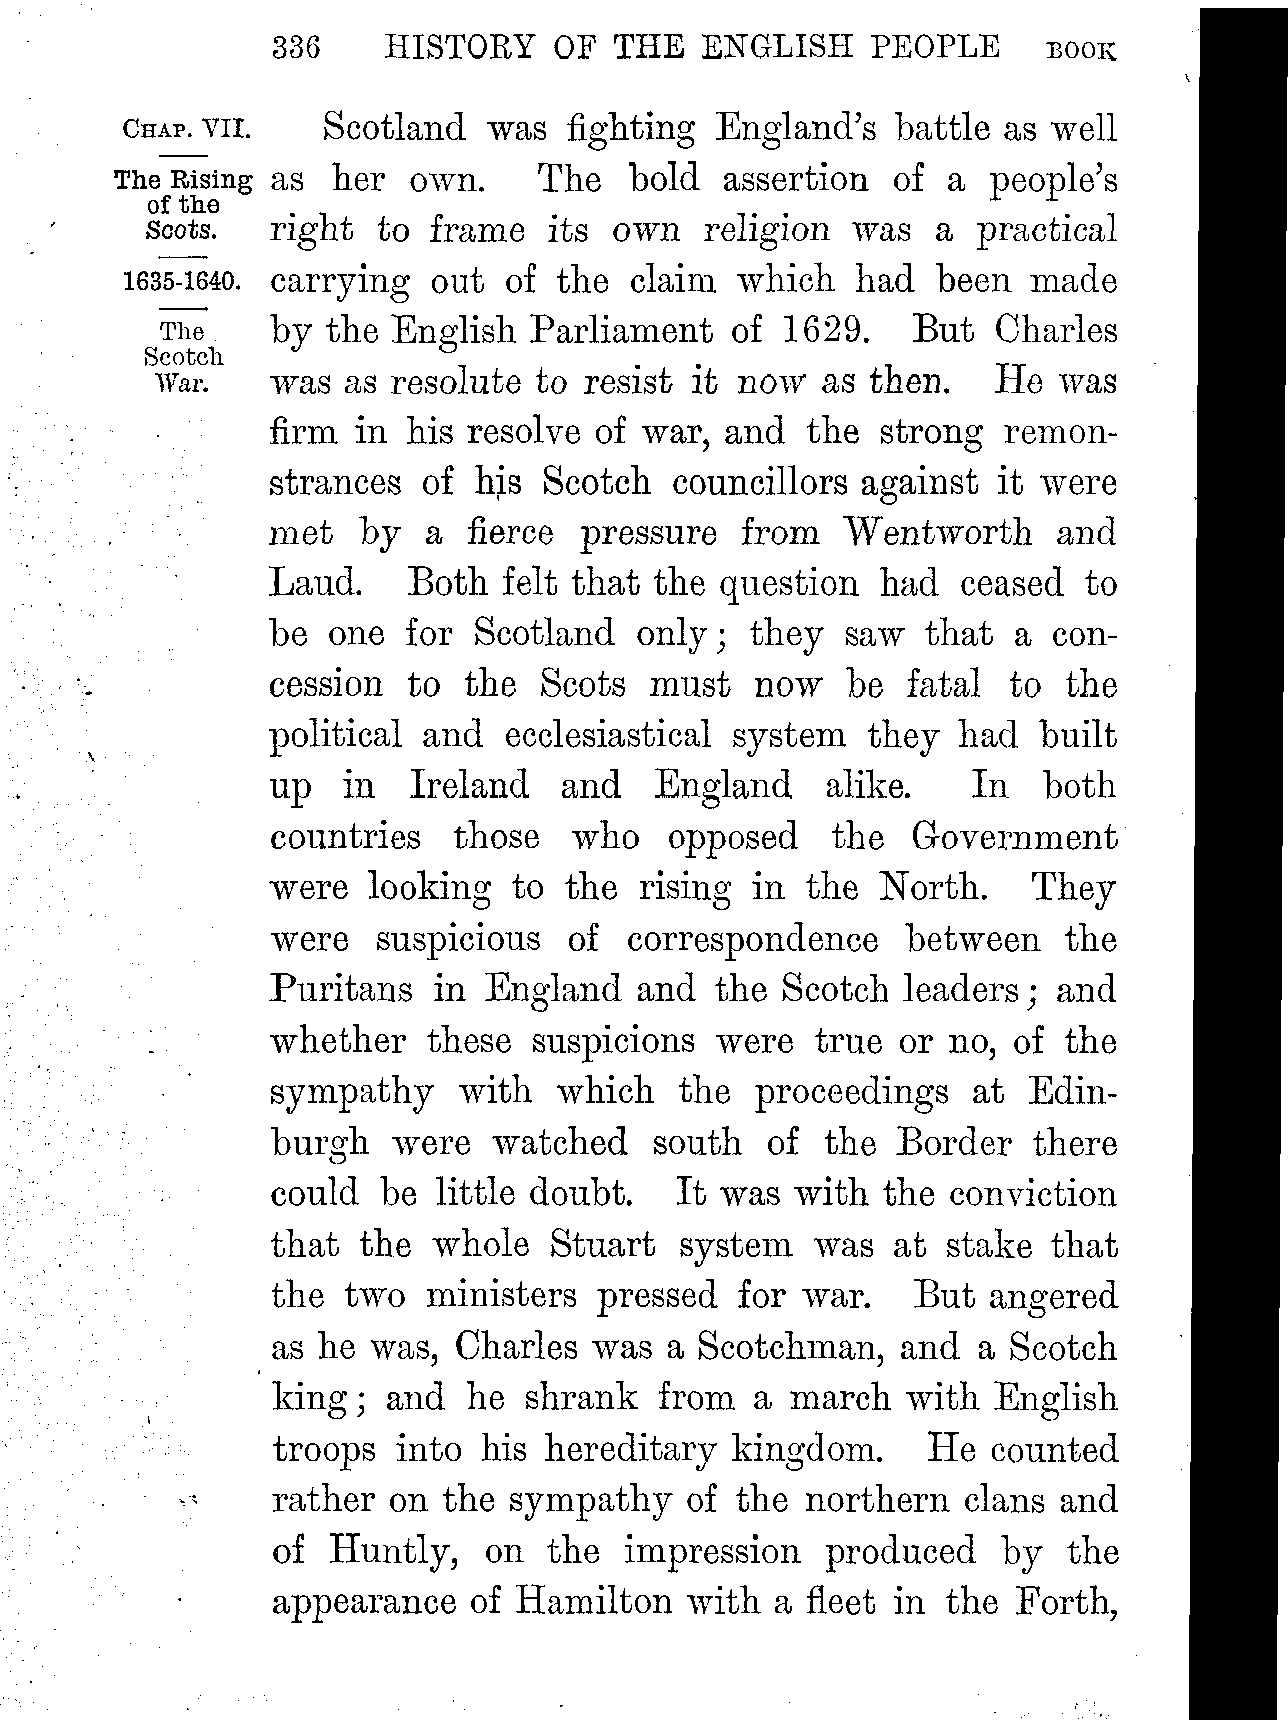 336 HISTORY OF THE ENGLISH PEOPLE BOOK
CHAP. VII.
The Rising
of the
Scots.
1635-1640.
The
Scotch
War.
Scotland was fighting England's battle as well
as her own. The bold assertion of a people's
right to frame its own religion was a practical
carrying out of the claim which had been made
by the English Parliament of 1629. But Charles
was as resolute to resist it now as then. He was
firm in his resolve of war, and the strong remon-
strances of his Scotch councillors against it were
met by a fierce pressure from Wentworth and
Laud. Both felt that the question had ceased to
be one for Scotland only; they saw that a con-
cession to the Scots must now be fatal to the
political and ecclesiastical system they had built
up in Ireland and England alike. In both
countries those who opposed the Government
were looking to the rising in the North. They
were suspicious of correspondence between the
Puritans in England and the Scotch leaders; and
whether these suspicions were true or no, of the
sympathy with which the proceedings at Edin-
burgh were watched south of the Border there
could be little doubt. It was with the conviction
that the whole Stuart system was at stake that
the two ministers pressed for war. But angered
as he was, Charles was a Scotchman, and a Scotch
king; and he shrank from a march with English
troops into his hereditary kingdom. He counted
rather on the sympathy of the northern clans and
of Huntly, on the impression produced by the
appearance of Hamilton with a fleet in the Forth,